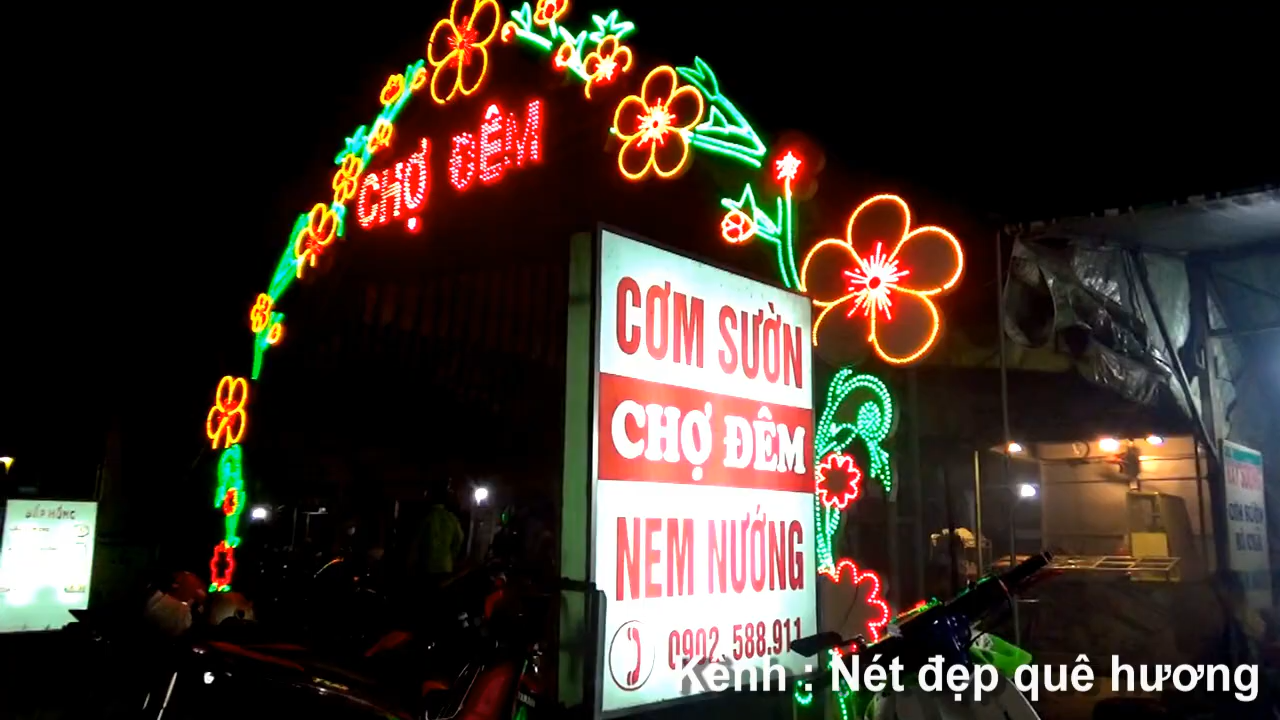 CHỢ ĐÊM
CƠM SƯỜN
CHỢ ĐÊM
NEM NƯỚNG
0902.588.911
Kênh : Nét đẹp quê hương